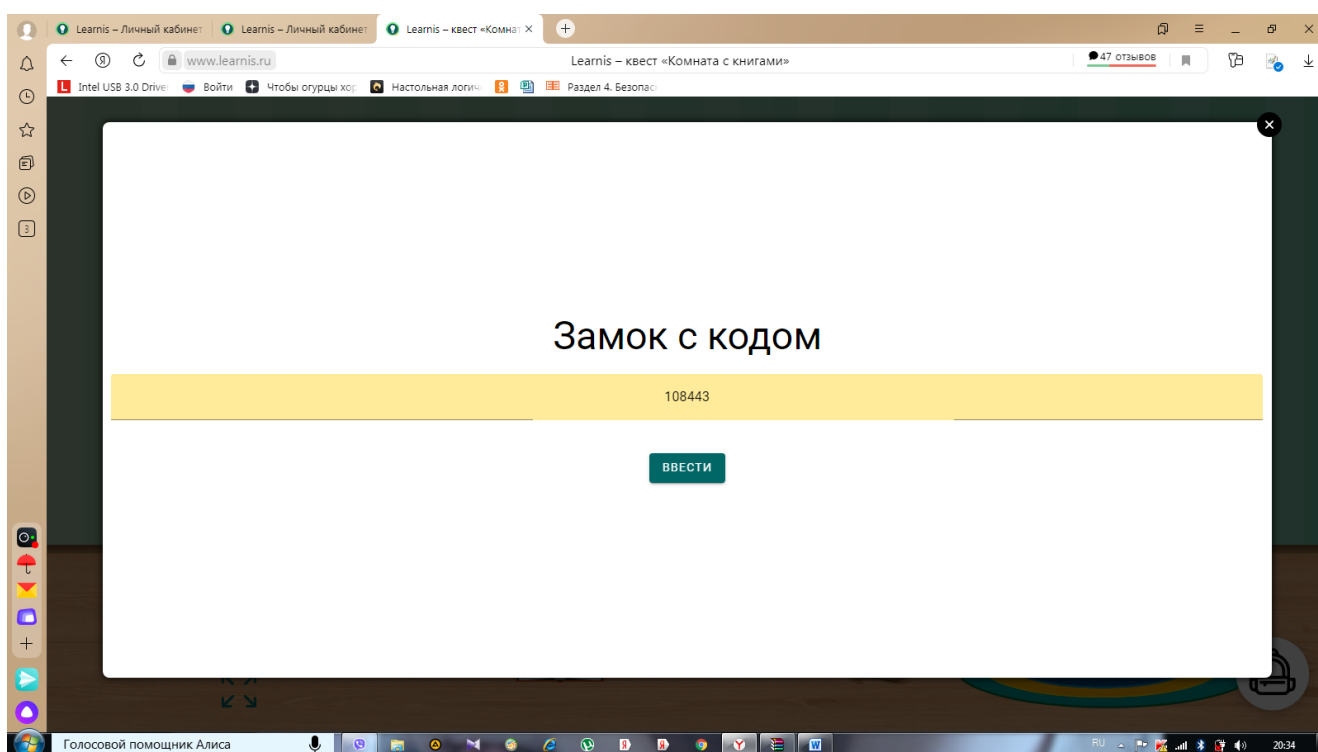 Learnis – Личный кабинет
Learnis – Личный кабинет
Learnis – квест «Комнат
www.learnis.ru
Learnis – квест «Комната с книгами»
47 отзывов
Intel USB 3.0 Drive
Войти
Чтобы огурцы хор
Настольная логич
Раздел 4. Безопас
3
Замок с кодом
108443
ВВЕСТИ
Голосовой помощник Алиса
RU
20:34